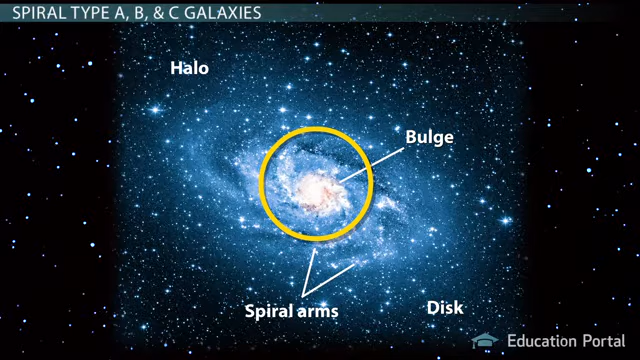 SPIRAL TYPE A, B, & C GALAXIES
Halo
Bulge
Spiral arms
Disk
Education Portal